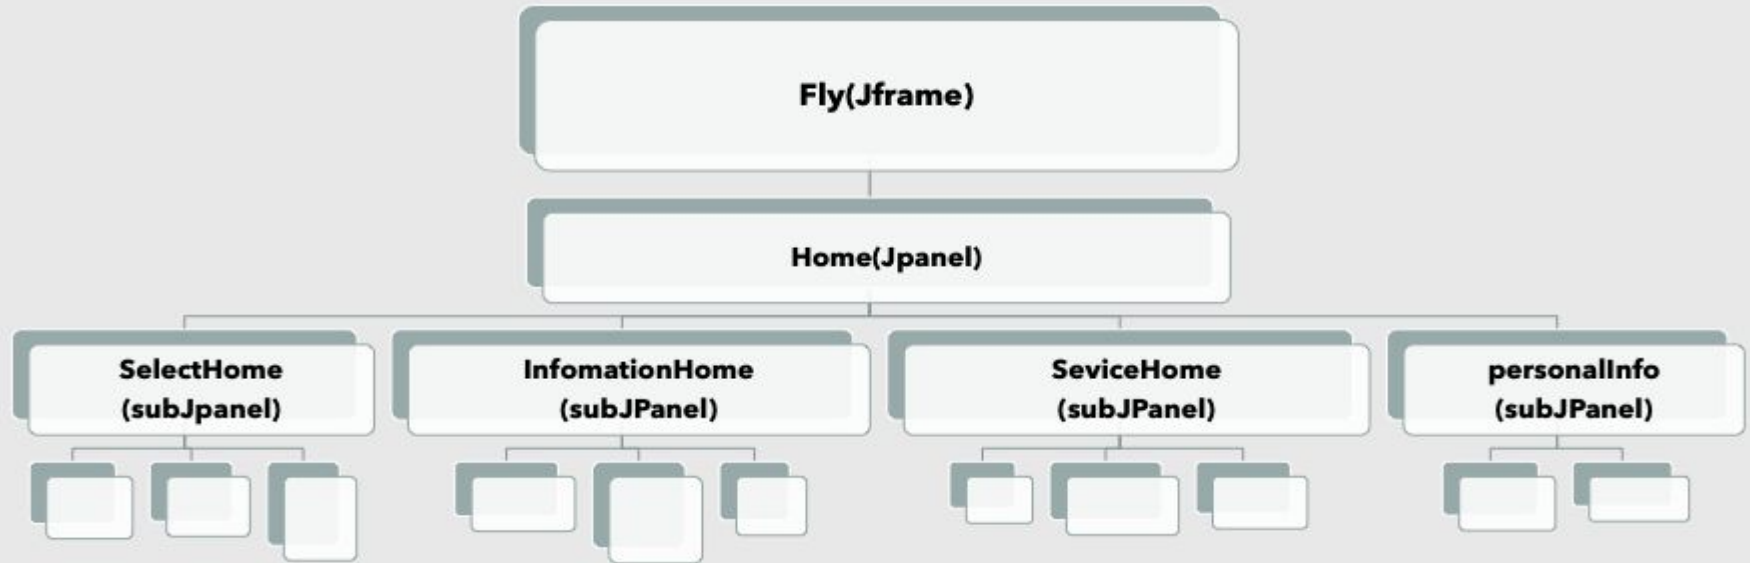 Fly(Jframe)
Home(Jpanel)
SelectHome
(subJpanel)
InfomationHome
(subJPanel)
SeviceHome
(subJPanel)
personalInfo
(subJPanel)